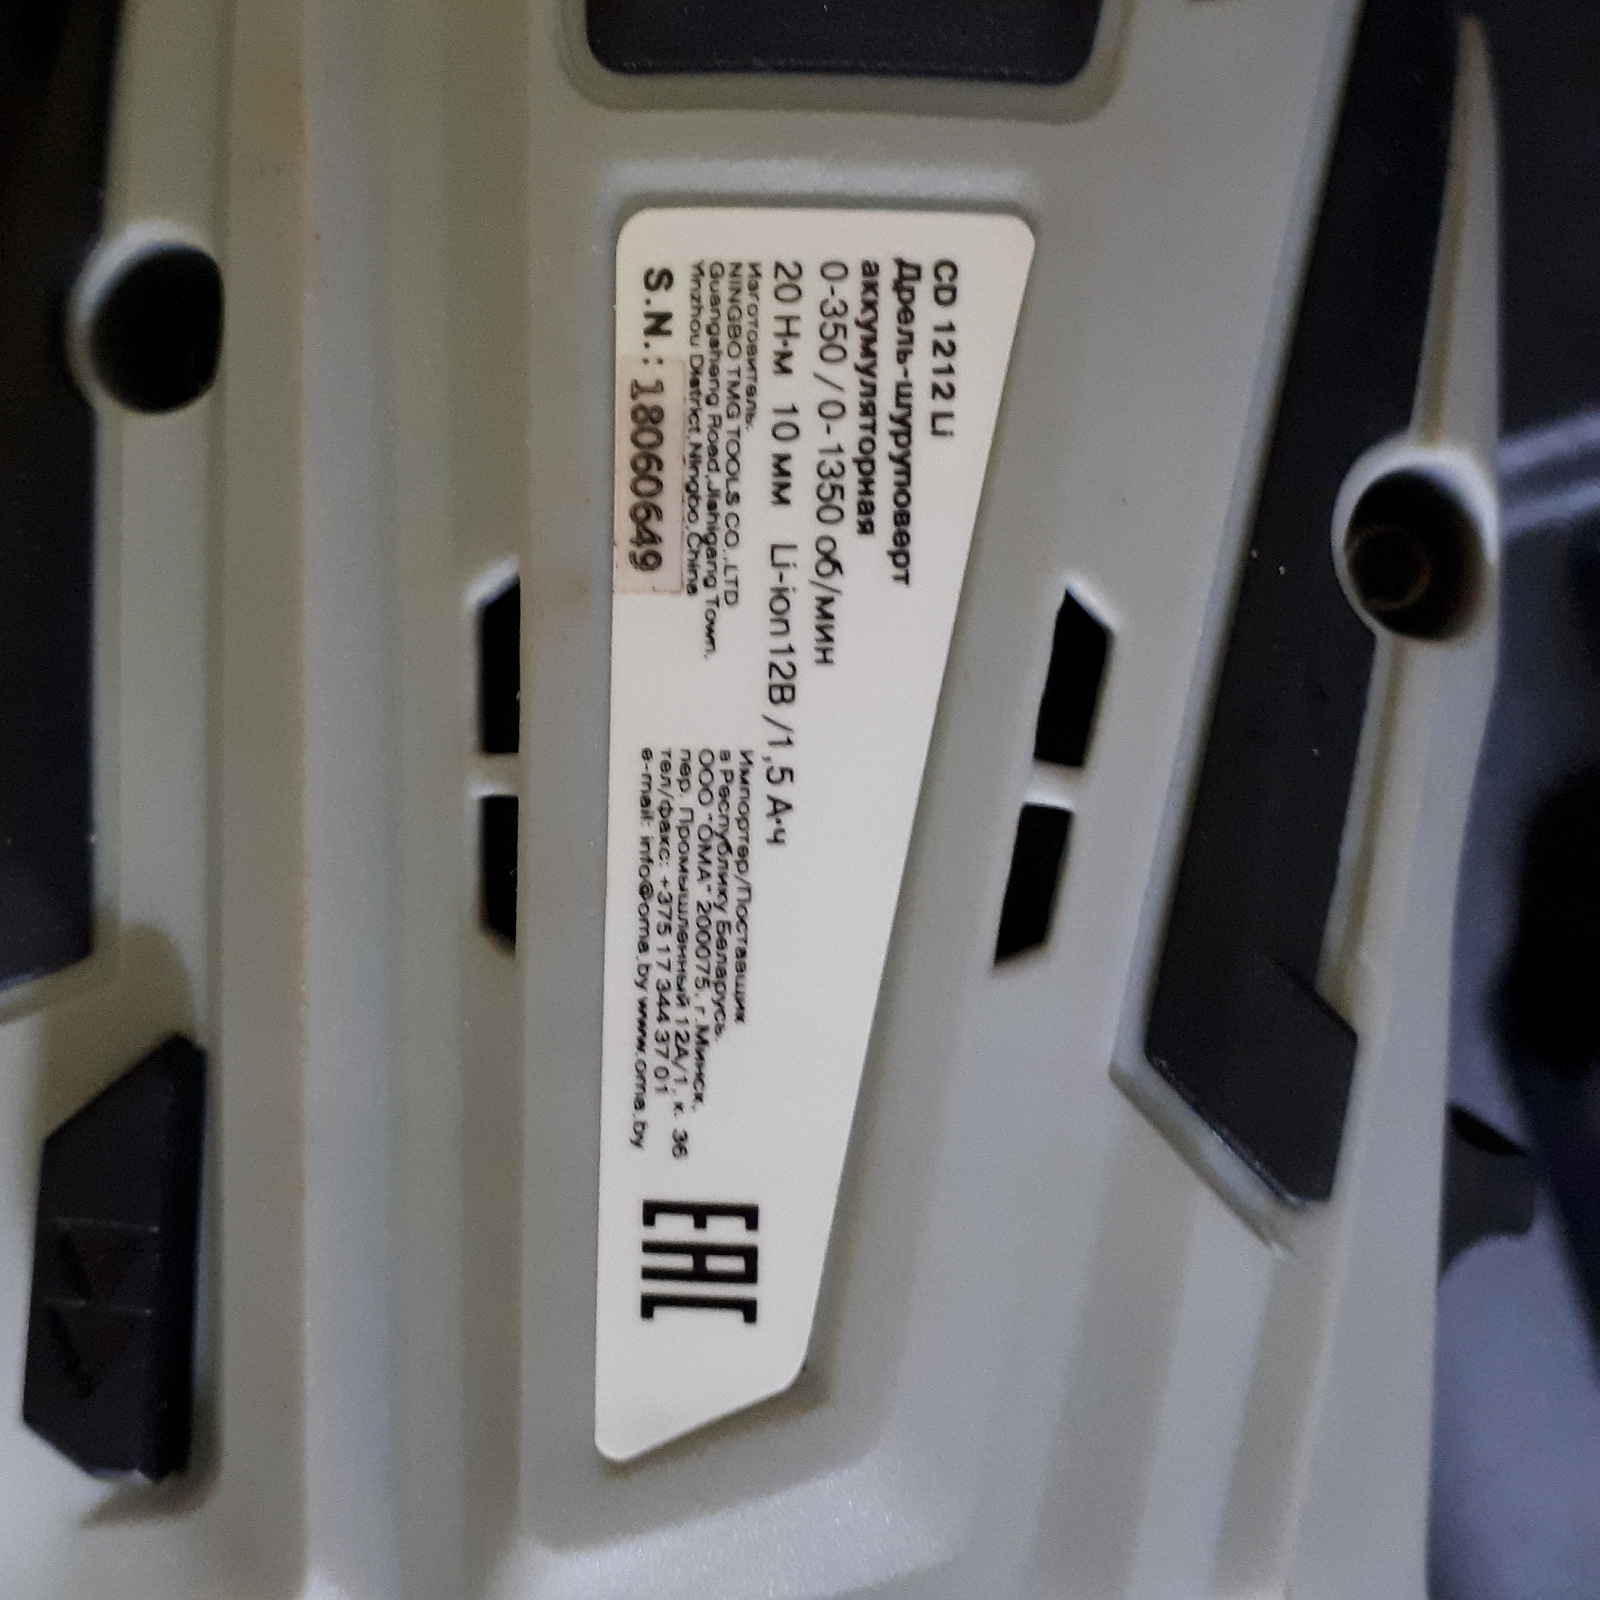 CD 1212 Li
Дрель-шуруповерт
аккумуляторная
0-350 / 0-1350 об/мин
20 Н·м 10 мм Li-ion 12В / 1,5 А·ч
Изготовитель:
NINGBO TMG TOOLS CO.,LTD
Guangsheng Road,Jishigang Town,
Yinzhou District,Ningbo,China
S.N.: 18060649
Импортер/Поставщик
в Республику Беларусь:
ООО "ОМА" 200075, г.Минск,
пер. Промышленный 12А/1, к. 36
тел/факс: +375 17 344 37 01
e-mail: info@oma.by www.oma.by
EAC